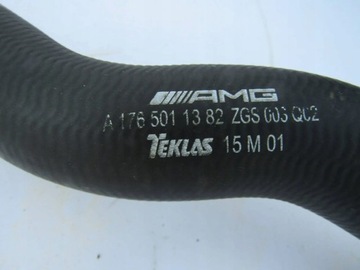 AMG
A 176 501 13 82 ZGS 003 Q02
TEKLAS 15 M 01